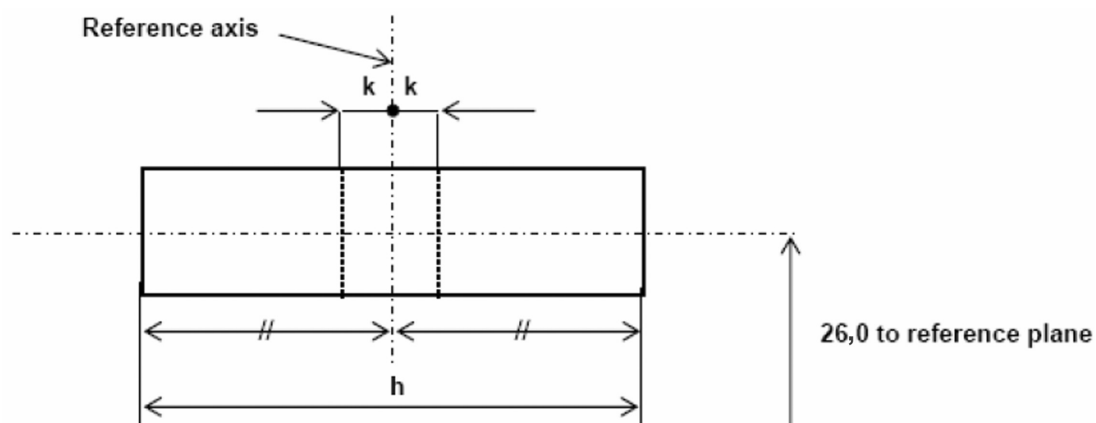 Reference axis
k k
//
//
26,0 to reference plane
h